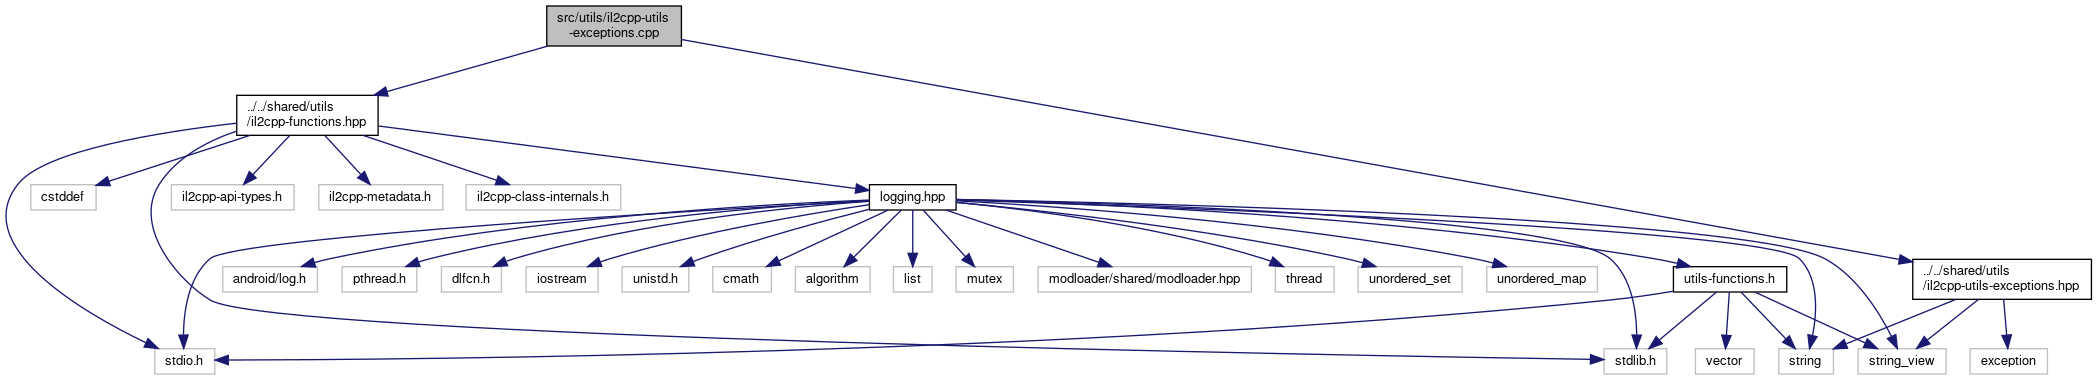 src/utils/il2cpp-utils
-exceptions.cpp
../../shared/utils
/il2cpp-functions.hpp
cstddef
il2cpp-api-types.h
il2cpp-metadata.h
il2cpp-class-internals.h
logging.hpp
android/log.h
pthread.h
dlfcn.h
iostream
unistd.h
cmath
algorithm
list
mutex
modloader/shared/modloader.hpp
thread
unordered_set
unordered_map
utils-functions.h
../../shared/utils
/il2cpp-utils-exceptions.hpp
stdio.h
stdlib.h
vector
string
string_view
exception